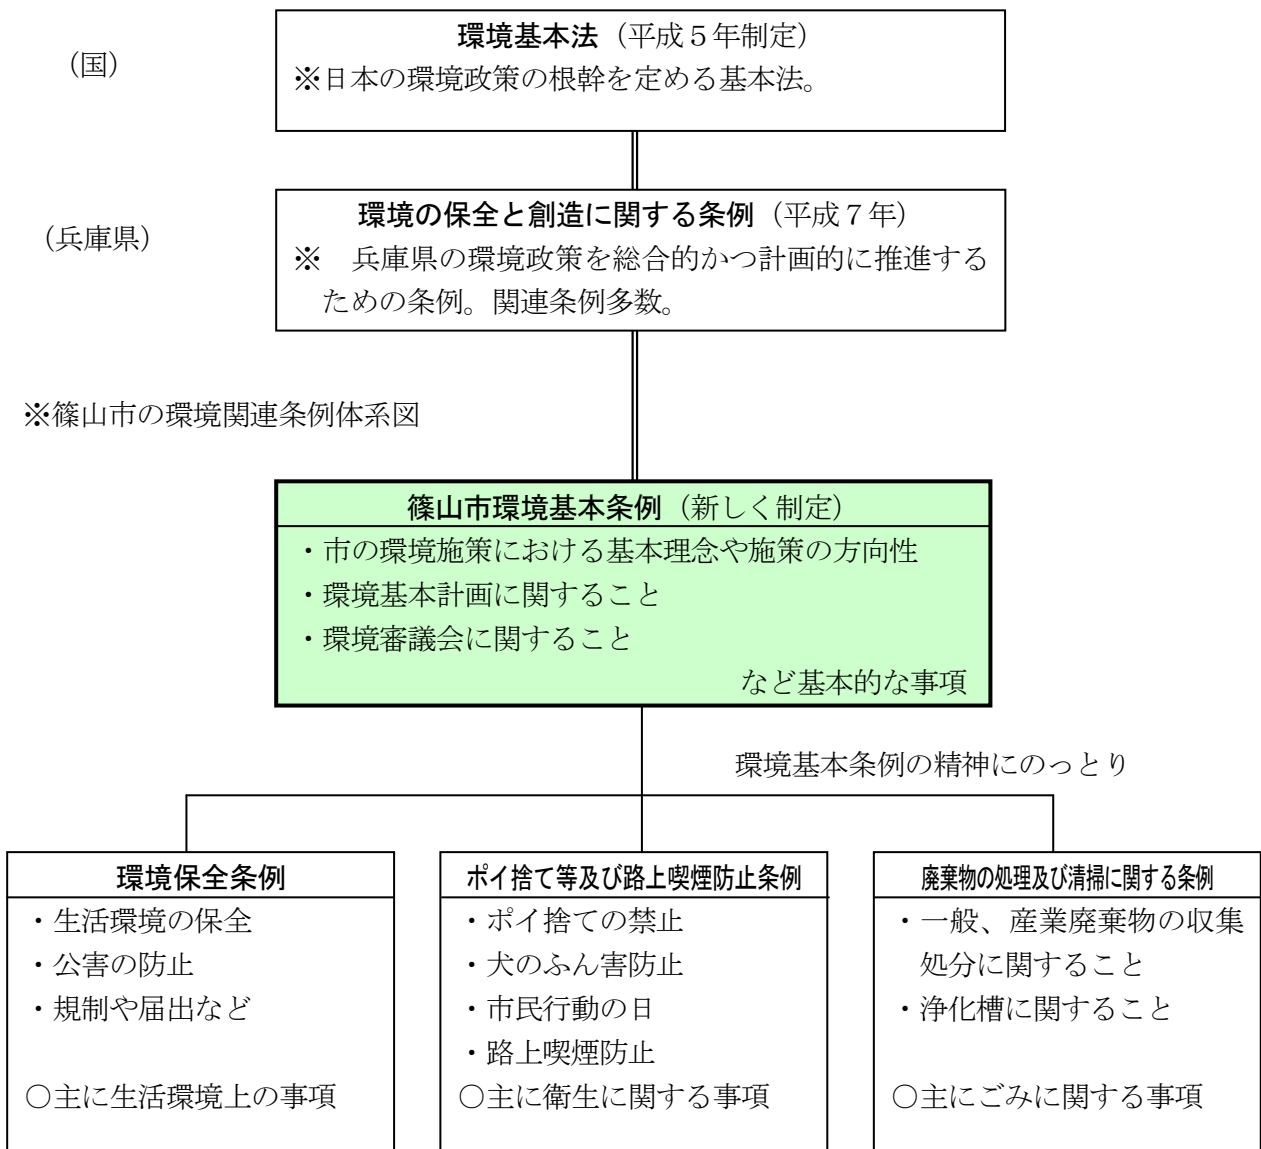 （国）
環境基本法（平成５年制定）
※日本の環境政策の根幹を定める基本法。
（兵庫県）
環境の保全と創造に関する条例（平成７年）
※　兵庫県の環境政策を総合的かつ計画的に推進する
ための条例。関連条例多数。
※篠山市の環境関連条例体系図
篠山市環境基本条例（新しく制定）
・市の環境施策における基本理念や施策の方向性
・環境基本計画に関すること
・環境審議会に関すること
など基本的な事項
環境基本条例の精神にのっとり
環境保全条例
・生活環境の保全
・公害の防止
・規制や届出など
○主に生活環境上の事項
ポイ捨て等及び路上喫煙防止条例
・ポイ捨ての禁止
・犬のふん害防止
・市民行動の日
・路上喫煙防止
○主に衛生に関する事項
廃棄物の処理及び清掃に関する条例
・一般、産業廃棄物の収集
処分に関すること
・浄化槽に関すること
○主にごみに関する事項